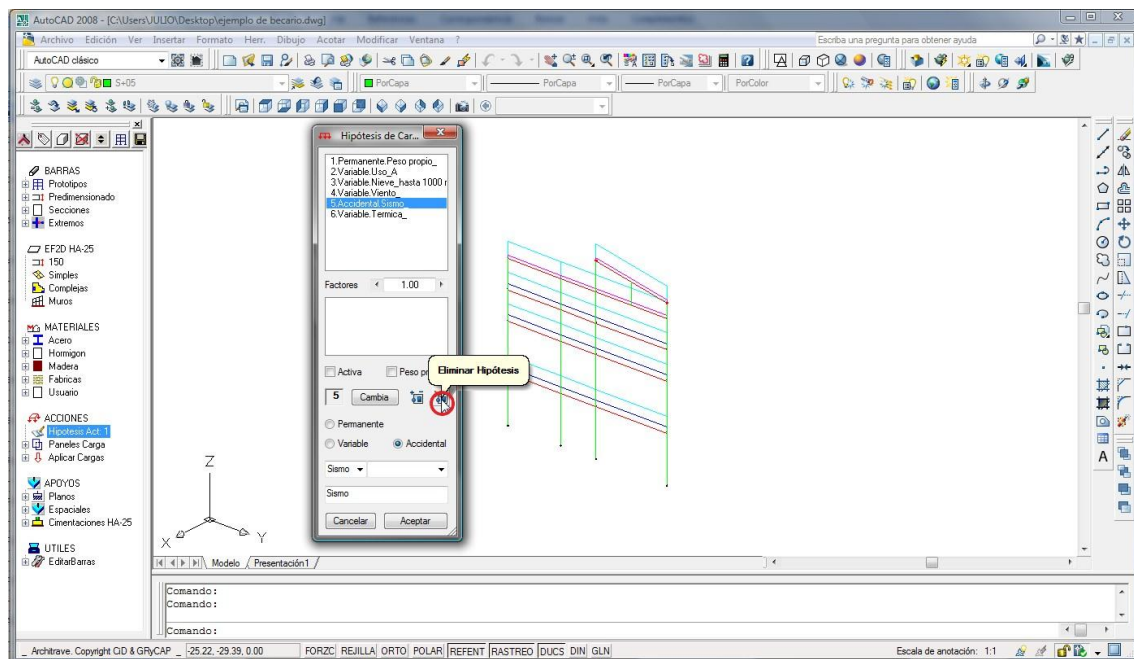 AutoCAD 2008 - [C:\Users\JULIO\Desktop\ejemplo de becario.dwg]
Archivo Edición Ver Insertar Formato Herr. Dibujo Acotar Modificar Ventana ?
Escriba una pregunta para obtener ayuda
AutoCAD clásico
S+05
PorCapa
PorCapa
PorCapa
PorColor
BARRAS
Prototipos
Predimensionado
Secciones
Extremos
EF2D HA-25
150
Simples
Complejas
Muros
MATERIALES
Acero
Hormigon
Madera
Fabricas
Usuario
ACCIONES
Hipotesis Act: 1
Paneles Carga
Aplicar Cargas
APOYOS
Planos
Espaciales
Cimentaciones HA-25
UTILES
EditarBarras
Hipótesis de Car...
1.Permanente.Peso propio_
2.Variable.Uso_A
3.Variable.Nieve_hasta 1000
4.Variable.Viento_
5.Accidental.Sismo_
6.Variable.Termica_
Factores 1.00
Activa Peso pr
Eliminar Hipótesis
5 Cambia
Permanente
Variable Accidental
Sismo
Sismo
Cancelar Aceptar
Z
X
Y
Modelo Presentación1
Comando:
Comando:
Comando:
_ Architrave. Copyright CiD & GRyCAP _ -25.22, -29.39, 0.00 FORZC REJILLA ORTO POLAR REFENT RASTREO DUCS DIN GLN Escala de anotación: 1:1